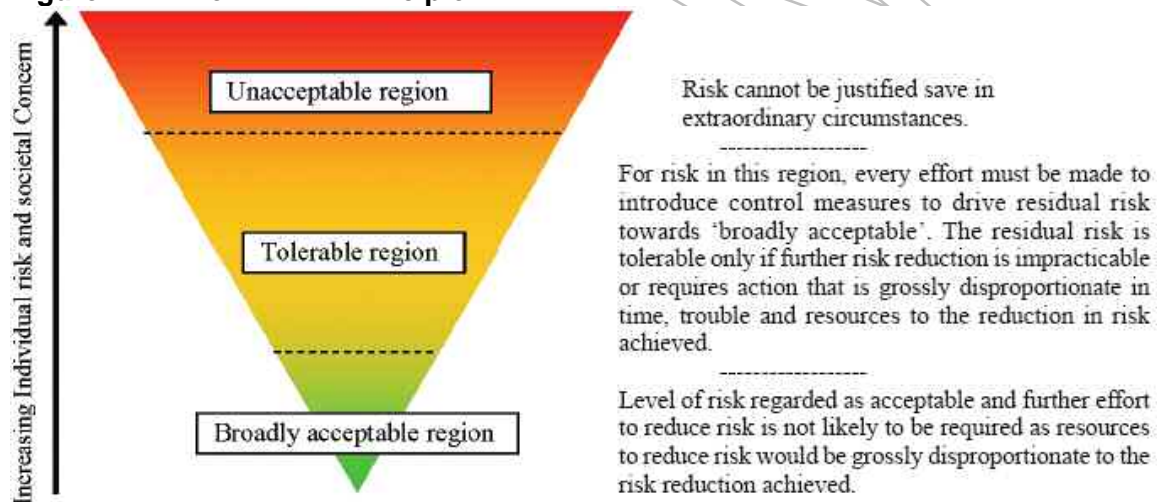 Increasing Individual risk and societal Concern
Unacceptable region
Tolerable region
Broadly acceptable region
Risk cannot be justified save in
extraordinary circumstances.
------------------
For risk in this region, every effort must be made to
introduce control measures to drive residual risk
towards ‘broadly acceptable’. The residual risk is
tolerable only if further risk reduction is impracticable
or requires action that is grossly disproportionate in
time, trouble and resources to the reduction in risk
achieved.
------------------
Level of risk regarded as acceptable and further effort
to reduce risk is not likely to be required as resources
to reduce risk would be grossly disproportionate to the
risk reduction achieved.